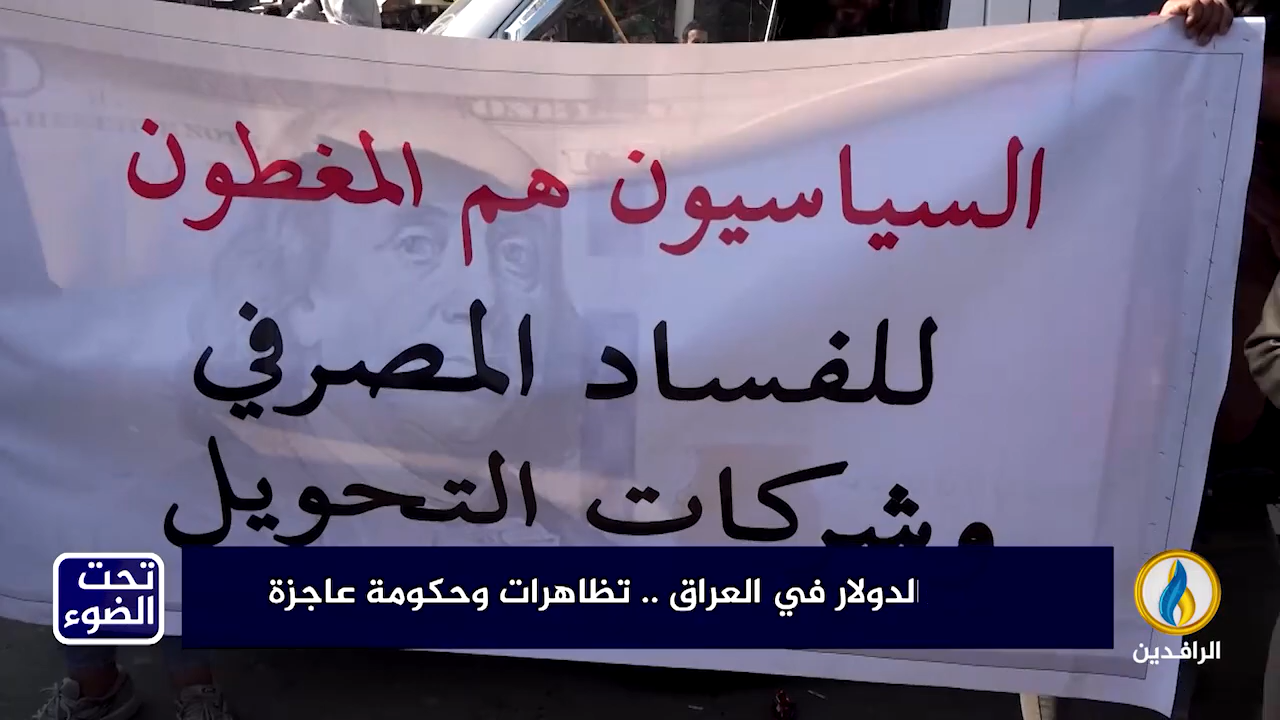 السياسيون هم المغطون
للفساد المصرفي
وشركات التحويل
الدولار في العراق .. تظاهرات وحكومة عاجزة
تحت
الضوء
الرافدين